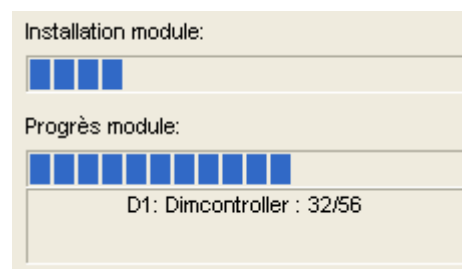 Installation module:
Progrès module:
D1: Dimcontroller : 32/56